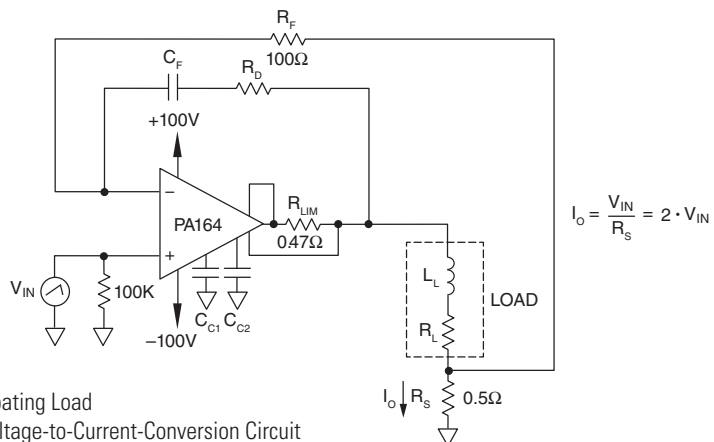 R_F
100Ω
C_F
R_D
+100V
−
PA164
+
R_LIM
0.47Ω
I_O = V_IN / R_S = 2 · V_IN
V_IN
100K
−100V
C_C1 C_C2
L_L
LOAD
R_L
I_O R_S 0.5Ω
ating Load
ltage-to-Current-Conversion Circuit